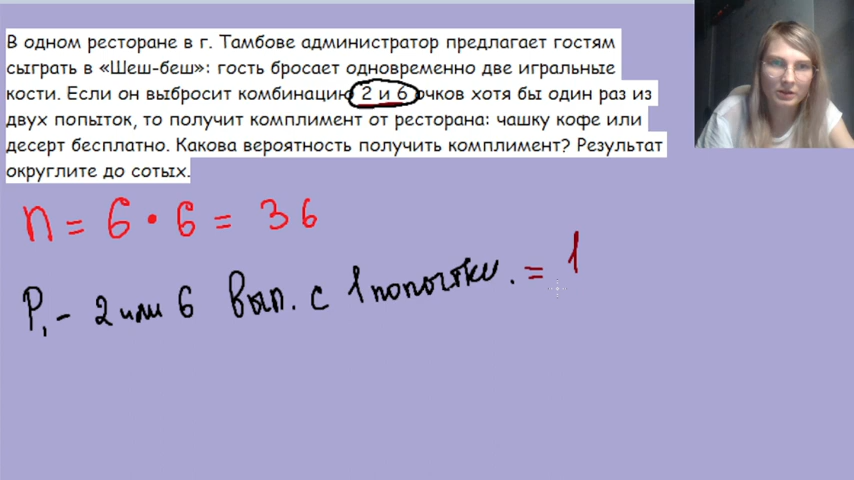 В одном ресторане в г. Тамбове администратор предлагает гостям
сыграть в «Шеш-беш»: гость бросает одновременно две игральные
кости. Если он выбросит комбинацию 2 и 6 очков хотя бы один раз из
двух попыток, то получит комплимент от ресторана: чашку кофе или
десерт бесплатно. Какова вероятность получить комплимент? Результат
округлите до сотых.
n = 6 • 6 = 36
P₁ - 2 или 6 вып. с 1 попытки. = 1